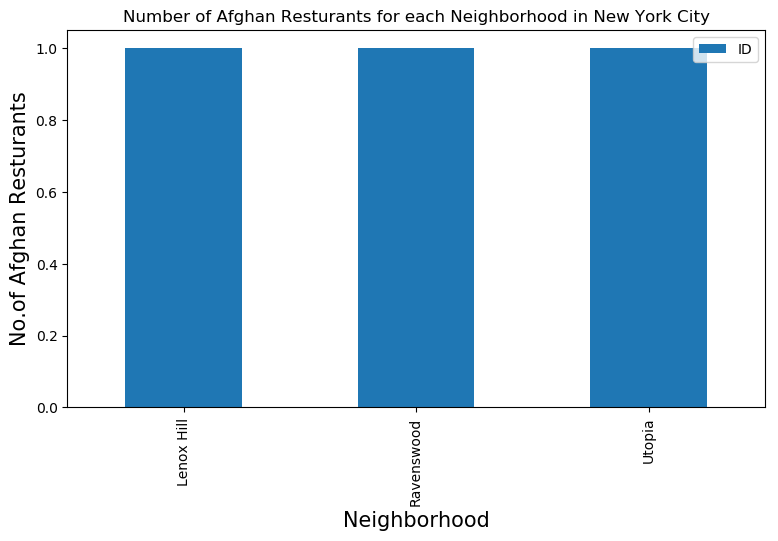 Number of Afghan Resturants for each Neighborhood in New York City
ID
No.of Afghan Resturants
1.0
0.8
0.6
0.4
0.2
0.0
Lenox Hill
Ravenswood
Utopia
Neighborhood